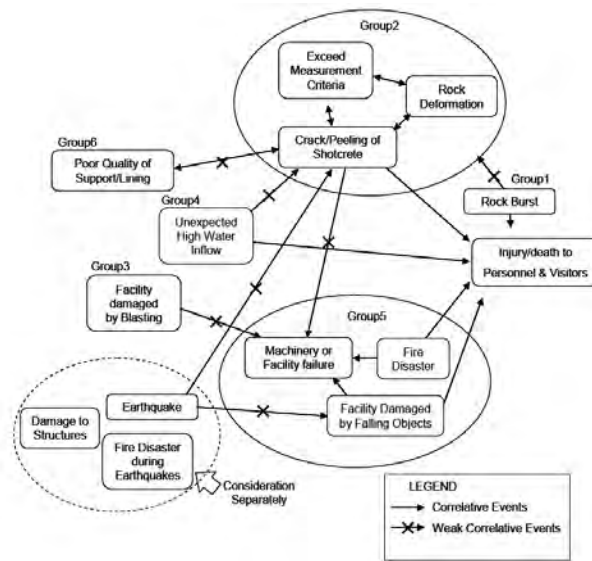 Group2
Exceed
Measurement
Criteria
Rock
Deformation
Crack/Peeling of
Shotcrete
Group6
Poor Quality of
Support/Lining
Group4
Unexpected
High Water
Inflow
Group1
Rock Burst
Injury/death to
Personnel & Visitors
Group3
Facility
damaged
by Blasting
Group5
Machinery or
Facility failure
Fire
Disaster
Facility Damaged
by Falling Objects
Earthquake
Damage to
Structures
Fire Disaster
during
Earthquakes
Consideration
Separately
LEGEND
Correlative Events
Weak Correlative Events